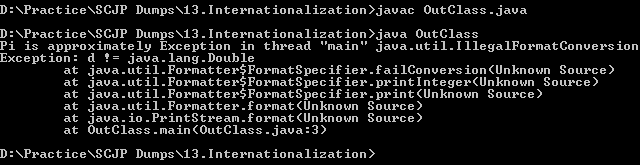 D:\Practice\SCJP Dumps\13.Internationalization>javac OutClass.java
D:\Practice\SCJP Dumps\13.Internationalization>java OutClass
Pi is approximately Exception in thread "main" java.util.IllegalFormatConversion
Exception: d != java.lang.Double
at java.util.Formatter$FormatSpecifier.failConversion(Unknown Source)
at java.util.Formatter$FormatSpecifier.printInteger(Unknown Source)
at java.util.Formatter$FormatSpecifier.print(Unknown Source)
at java.util.Formatter.format(Unknown Source)
at java.io.PrintStream.format(Unknown Source)
at OutClass.main(OutClass.java:3)
D:\Practice\SCJP Dumps\13.Internationalization>